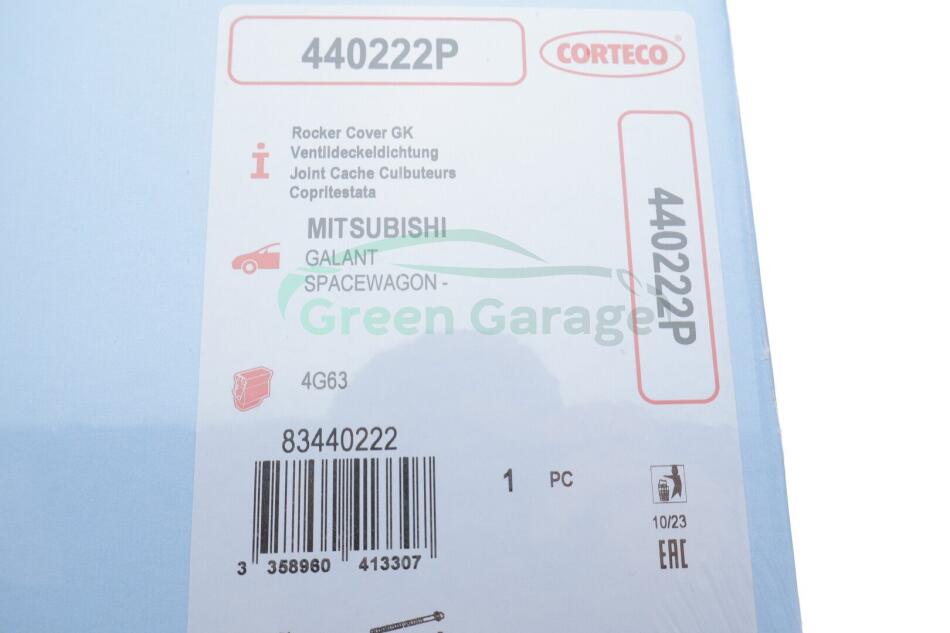 440222P
CORTECO®
Rocker Cover GK
Ventildeckeldichtung
Joint Cache Culbuteurs
Copritestata
440222P
MITSUBISHI
GALANT
SPACEWAGON -
Green Garage
4G63
83440222
1 PC
10/23
EAC
3 358960 413307